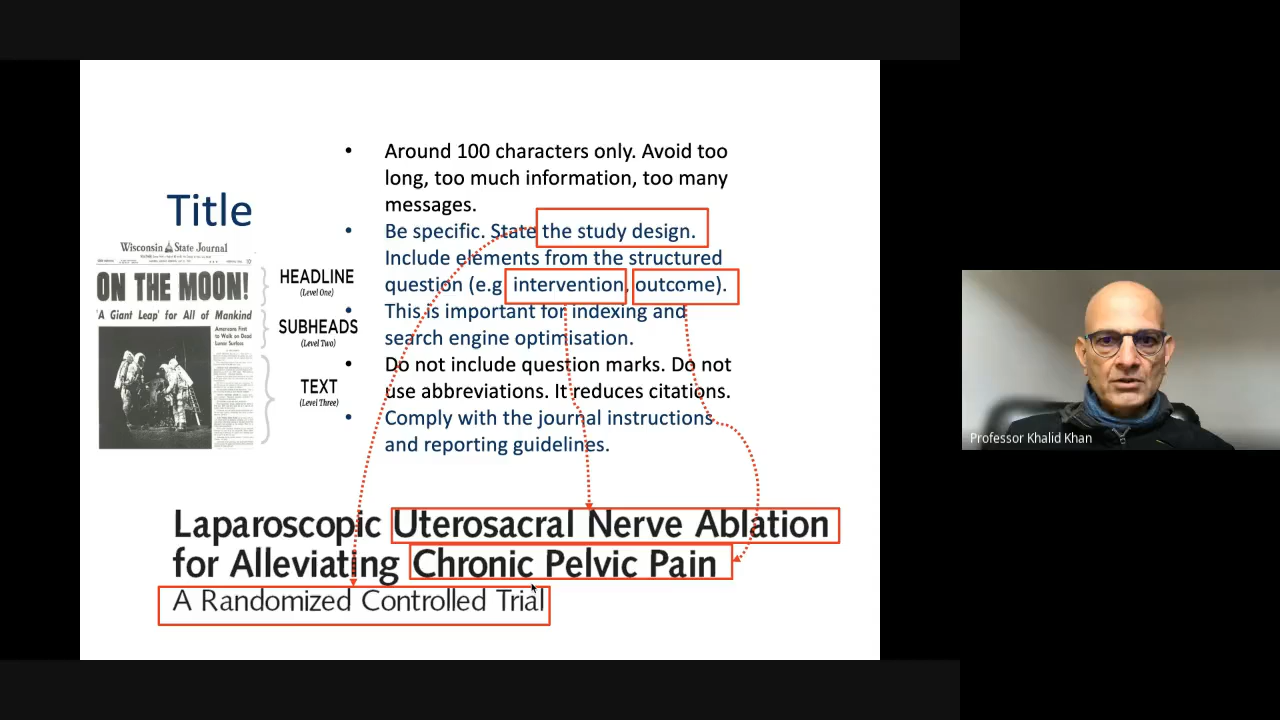 Title
Wisconsin State Journal
ON THE MOON!
'A Giant Leap' for All of Mankind
Americans First
to Walk on Dead
Lunar Surface
HEADLINE
(Level One)
SUBHEADS
(Level Two)
TEXT
(Level Three)
• Around 100 characters only. Avoid too
long, too much information, too many
messages.
• Be specific. State the study design.
Include elements from the structured
question (e.g intervention, outcome).
• This is important for indexing and
search engine optimisation.
• Do not include question marks. Do not
use abbreviations. It reduces citations.
• Comply with the journal instructions
and reporting guidelines.
Laparoscopic Uterosacral Nerve Ablation
for Alleviating Chronic Pelvic Pain
A Randomized Controlled Trial
Professor Khalid Khan